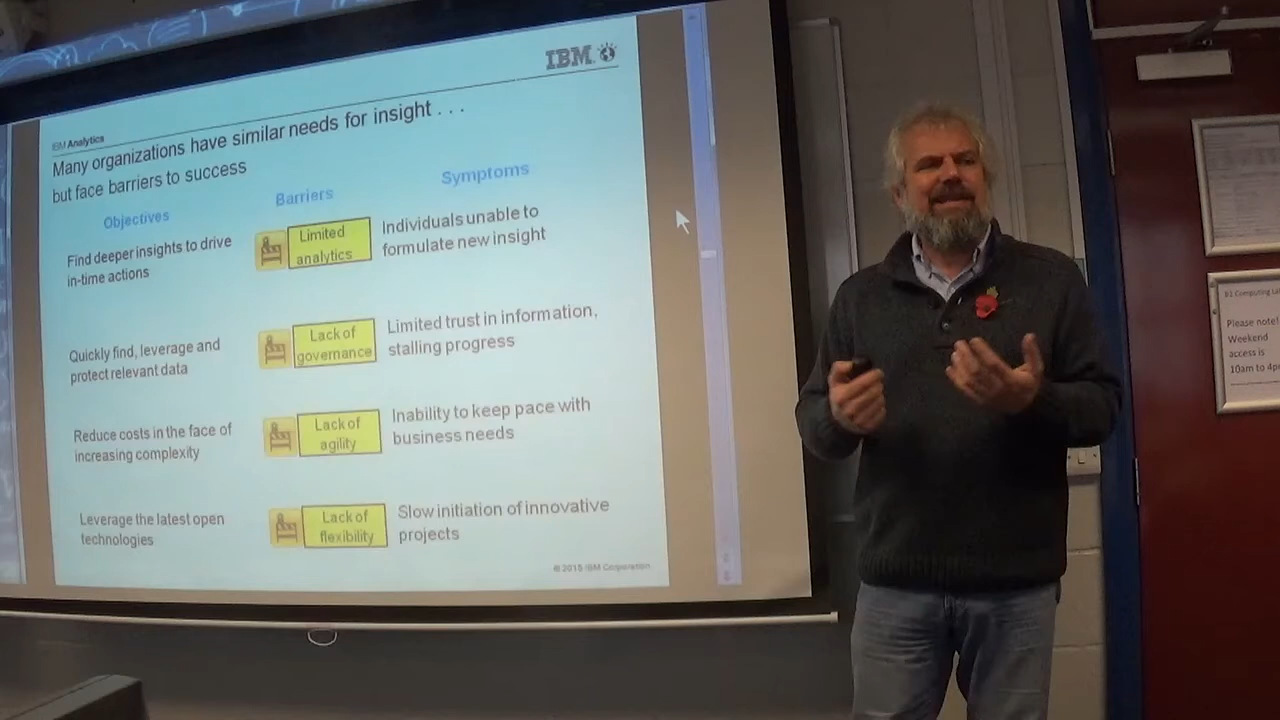 IBM
IBM Analytics
Many organizations have similar needs for insight . . .
but face barriers to success
Objectives
Barriers
Symptoms
Find deeper insights to drive
in-time actions
Limited
analytics
Individuals unable to
formulate new insight
Quickly find, leverage and
protect relevant data
Lack of
governance
Limited trust in information,
stalling progress
Reduce costs in the face of
increasing complexity
Lack of
agility
Inability to keep pace with
business needs
Leverage the latest open
technologies
Lack of
flexibility
Slow initiation of innovative
projects
© 2015 IBM Corporation
Computing
Please note!
Weekend
access is
10am to 4p